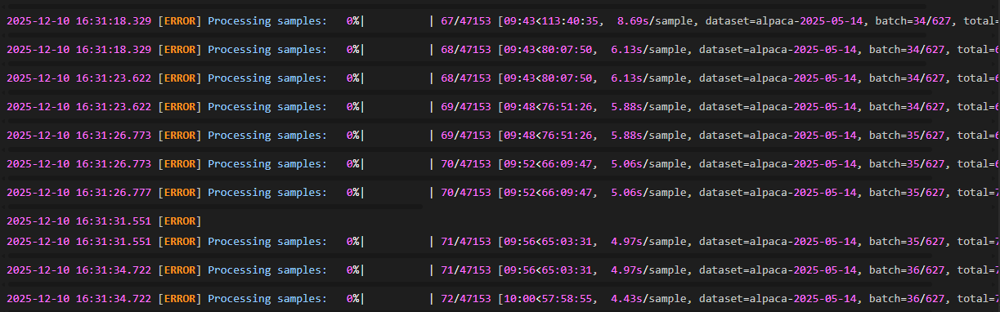 2025-12-10 16:31:18.329 [ERROR] Processing samples:   0%|          | 67/47153 [09:43<113:40:35,  8.69s/sample, dataset=alpaca-2025-05-14, batch=34/627, total=
2025-12-10 16:31:18.329 [ERROR] Processing samples:   0%|          | 68/47153 [09:43<80:07:50,  6.13s/sample, dataset=alpaca-2025-05-14, batch=34/627, total=6
2025-12-10 16:31:23.622 [ERROR] Processing samples:   0%|          | 68/47153 [09:43<80:07:50,  6.13s/sample, dataset=alpaca-2025-05-14, batch=34/627, total=6
2025-12-10 16:31:23.622 [ERROR] Processing samples:   0%|          | 69/47153 [09:48<76:51:26,  5.88s/sample, dataset=alpaca-2025-05-14, batch=34/627, total=6
2025-12-10 16:31:26.773 [ERROR] Processing samples:   0%|          | 69/47153 [09:48<76:51:26,  5.88s/sample, dataset=alpaca-2025-05-14, batch=35/627, total=6
2025-12-10 16:31:26.773 [ERROR] Processing samples:   0%|          | 70/47153 [09:52<66:09:47,  5.06s/sample, dataset=alpaca-2025-05-14, batch=35/627, total=6
2025-12-10 16:31:26.777 [ERROR] Processing samples:   0%|          | 70/47153 [09:52<66:09:47,  5.06s/sample, dataset=alpaca-2025-05-14, batch=35/627, total=7
2025-12-10 16:31:31.551 [ERROR]
2025-12-10 16:31:31.551 [ERROR] Processing samples:   0%|          | 71/47153 [09:56<65:03:31,  4.97s/sample, dataset=alpaca-2025-05-14, batch=35/627, total=7
2025-12-10 16:31:34.722 [ERROR] Processing samples:   0%|          | 71/47153 [09:56<65:03:31,  4.97s/sample, dataset=alpaca-2025-05-14, batch=36/627, total=7
2025-12-10 16:31:34.722 [ERROR] Processing samples:   0%|          | 72/47153 [10:00<57:58:55,  4.43s/sample, dataset=alpaca-2025-05-14, batch=36/627, total=7